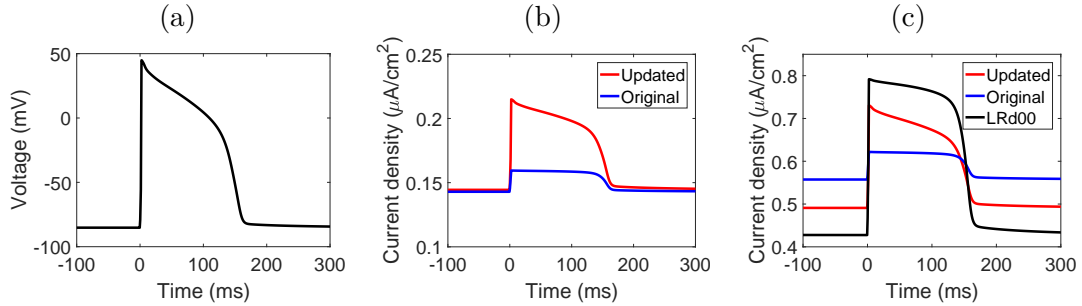 (a)
50
0
-50
-100
Voltage (mV)
-100 0 100 200 300
Time (ms)
(b)
0.25
0.2
0.15
0.1
Current density (μA/cm²)
Updated
Original
-100 0 100 200 300
Time (ms)
(c)
0.8
0.7
0.6
0.5
0.4
Current density (μA/cm²)
Updated
Original
LRd00
-100 0 100 200 300
Time (ms)